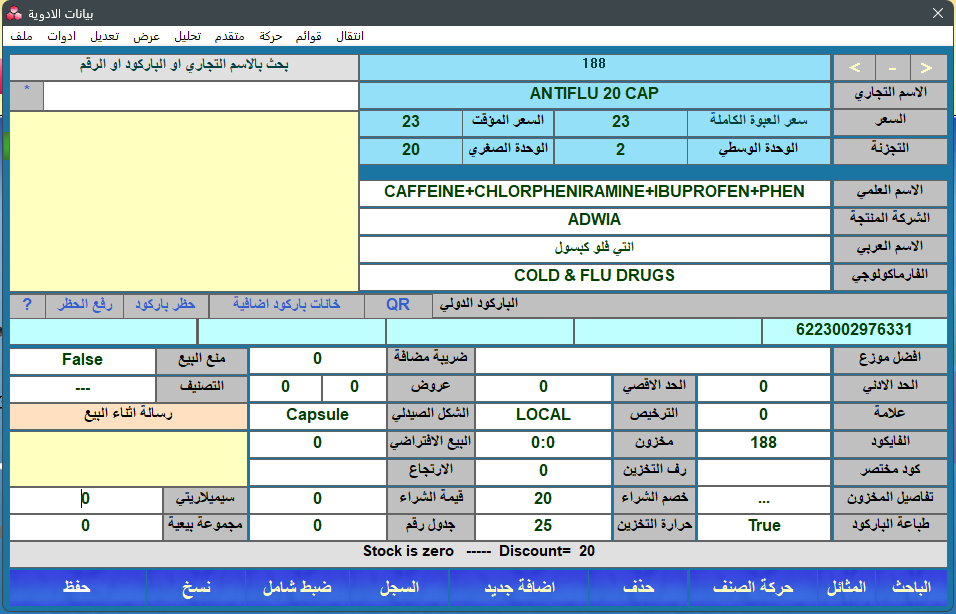 بيانات الادوية
ملف ادوات تعديل عرض تحليل متقدم حركة قوائم انتقال
بحث بالاسم التجاري او الباركود او الرقم
188
< - >
*
الاسم التجاري ANTIFLU 20 CAP
السعر سعر العبوة الكاملة 23 السعر المؤقت 23
التجزئة الوحدة الوسطي 2 الوحدة الصغري 20
الاسم العلمي CAFFEINE+CHLORPHENIRAMINE+IBUPROFEN+PHEN
الشركة المنتجة ADWIA
الاسم العربي انتي فلو كبسول
الفارماكولوجي COLD & FLU DRUGS
الباركود الدولي QR خانات باركود اضافية حظر باركود رفع الحظر ?
6223002976331
افضل موزع ضريبة مضافة 0 منع البيع False
الحد الادني 0 الحد الاقصي 0 عروض 0 0 التصنيف ---
علامة 0 الترخيص LOCAL الشكل الصيدلي Capsule رسالة اثناء البيع
الفايكود 188 مخزون 0:0 البيع الافتراضي 0
كود مختصر رف التخزين 0 الارتجاع
تفاصيل المخزون ... خصم الشراء 20 قيمة الشراء 0 سيميلاريتي 0
طباعة الباركود True حرارة التخزين 25 جدول رقم 0 مجموعة بيعية 0
Stock is zero ----- Discount= 20
الباحث المثائل حركة الصنف حذف اضافة جديد السجل ضبط شامل نسخ حفظ